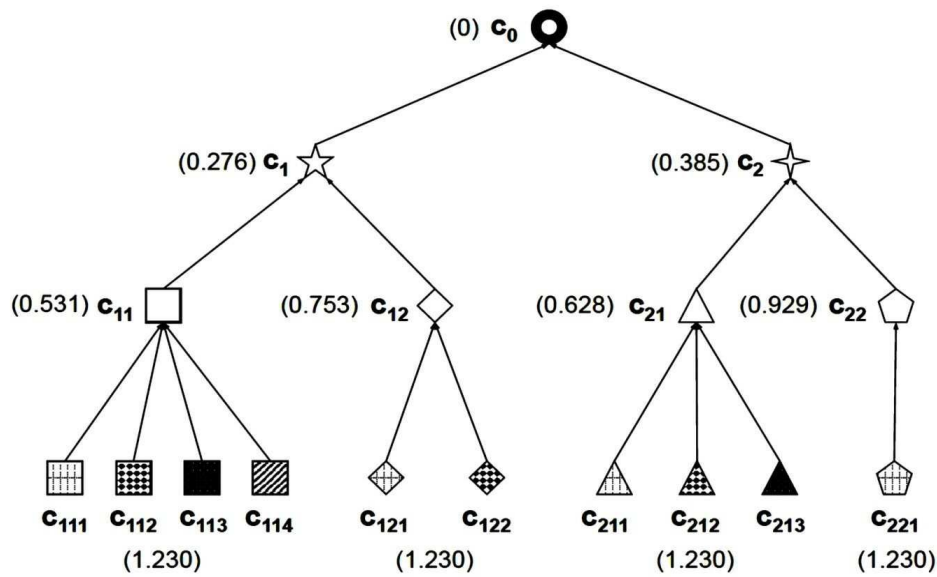 (0) c₀
(0.276) c₁ (0.385) c₂
(0.531) c₁₁ (0.753) c₁₂ (0.628) c₂₁ (0.929) c₂₂
c₁₁₁ c₁₁₂ c₁₁₃ c₁₁₄ c₁₂₁ c₁₂₂ c₂₁₁ c₂₁₂ c₂₁₃ c₂₂₁
(1.230) (1.230) (1.230) (1.230)